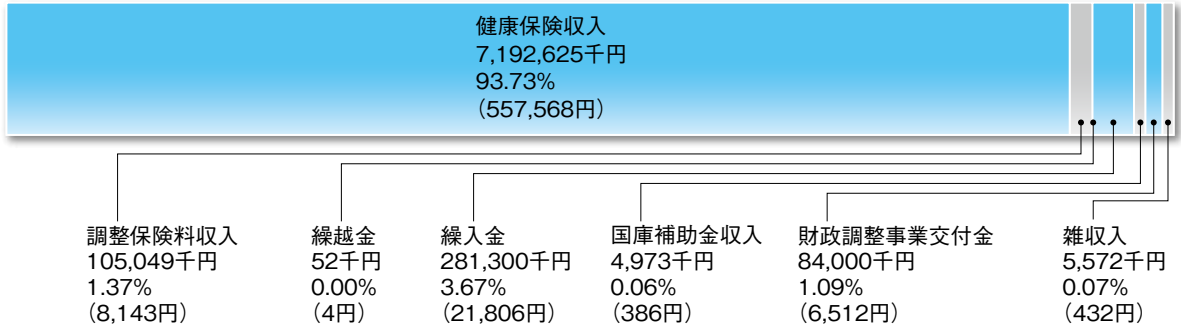 健康保険収入
7,192,625千円
93.73%
(557,568円)
調整保険料収入
105,049千円
1.37%
(8,143円)
繰越金
52千円
0.00%
(4円)
繰入金
281,300千円
3.67%
(21,806円)
国庫補助金収入
4,973千円
0.06%
(386円)
財政調整事業交付金
84,000千円
1.09%
(6,512円)
雑収入
5,572千円
0.07%
(432円)